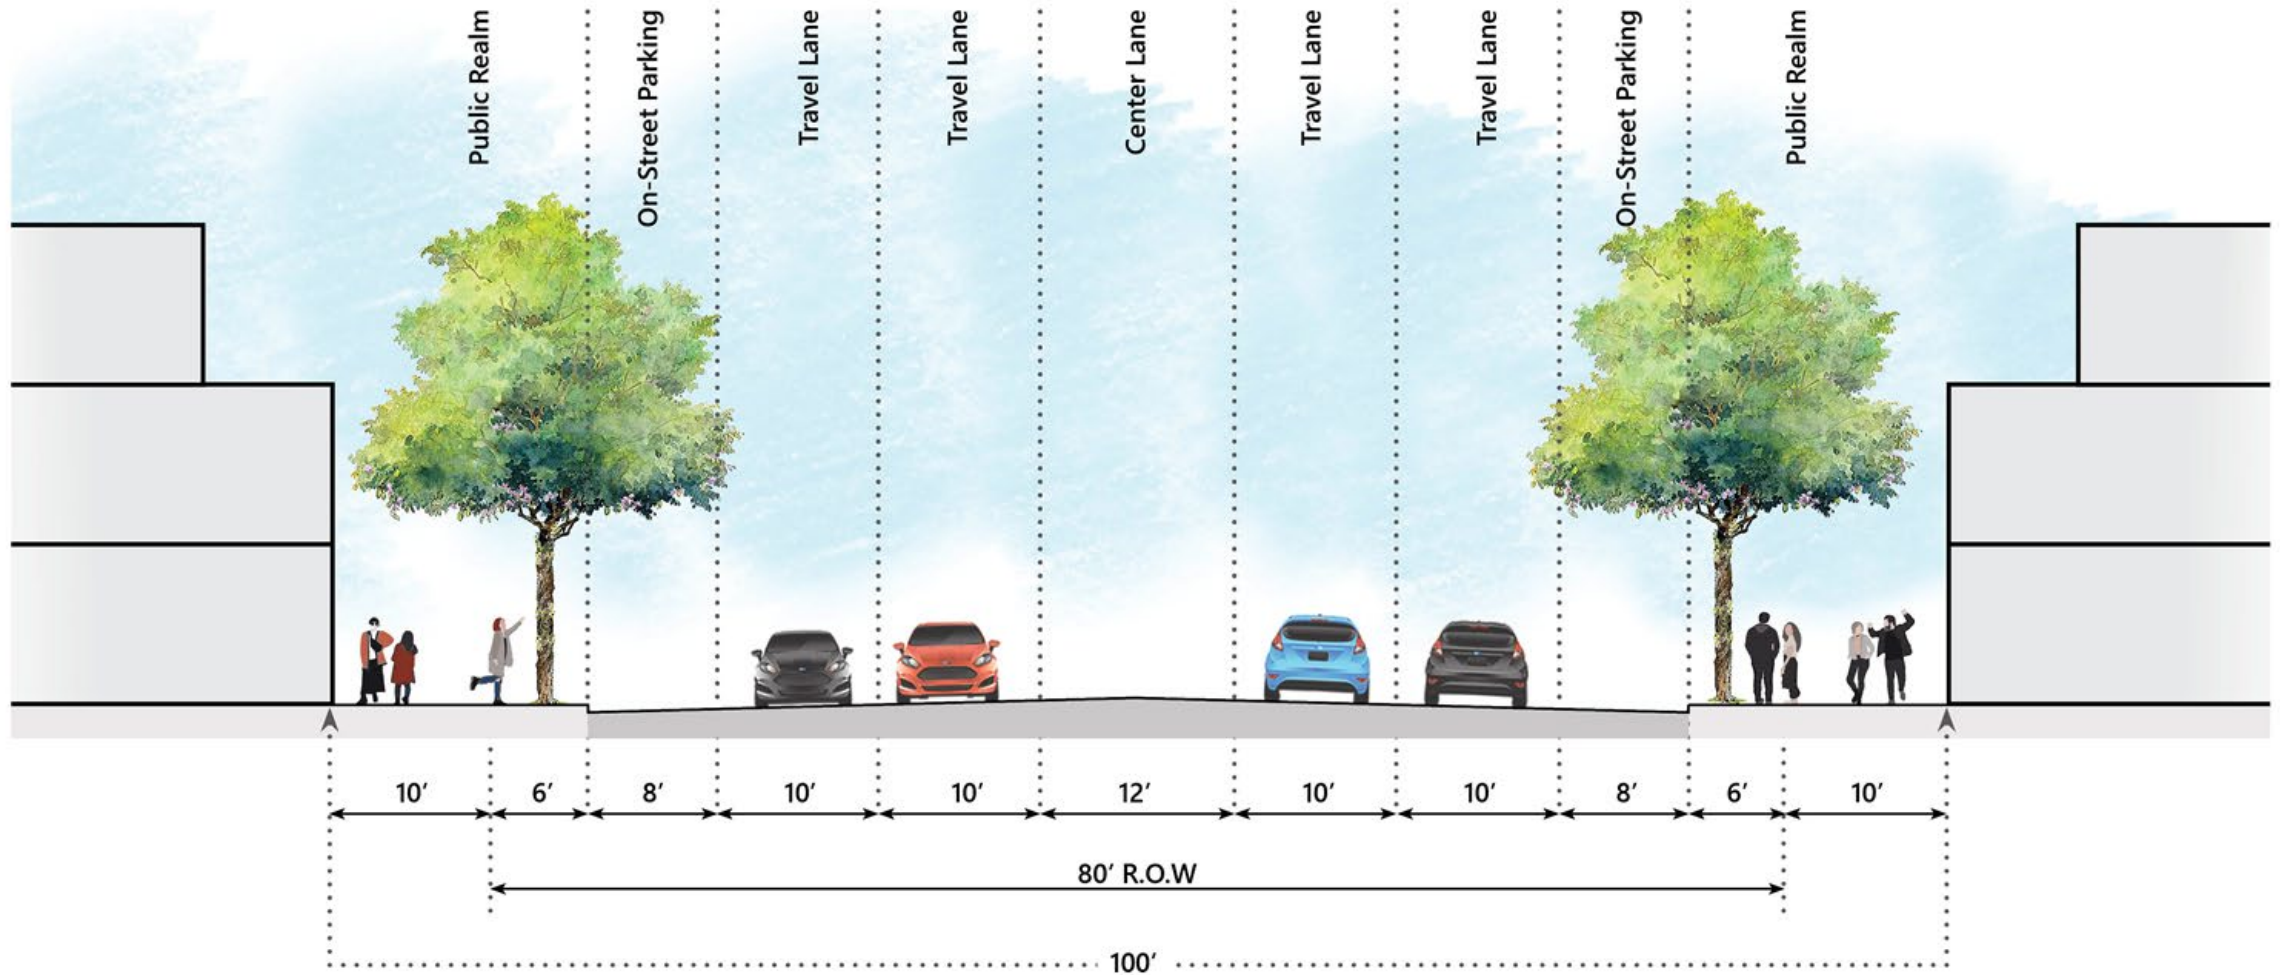 Public Realm
On-Street Parking
Travel Lane
Travel Lane
Center Lane
Travel Lane
Travel Lane
On-Street Parking
Public Realm
10’
6’
8’
10’
10’
12’
10’
10’
8’
6’
10’
80’ R.O.W
100’